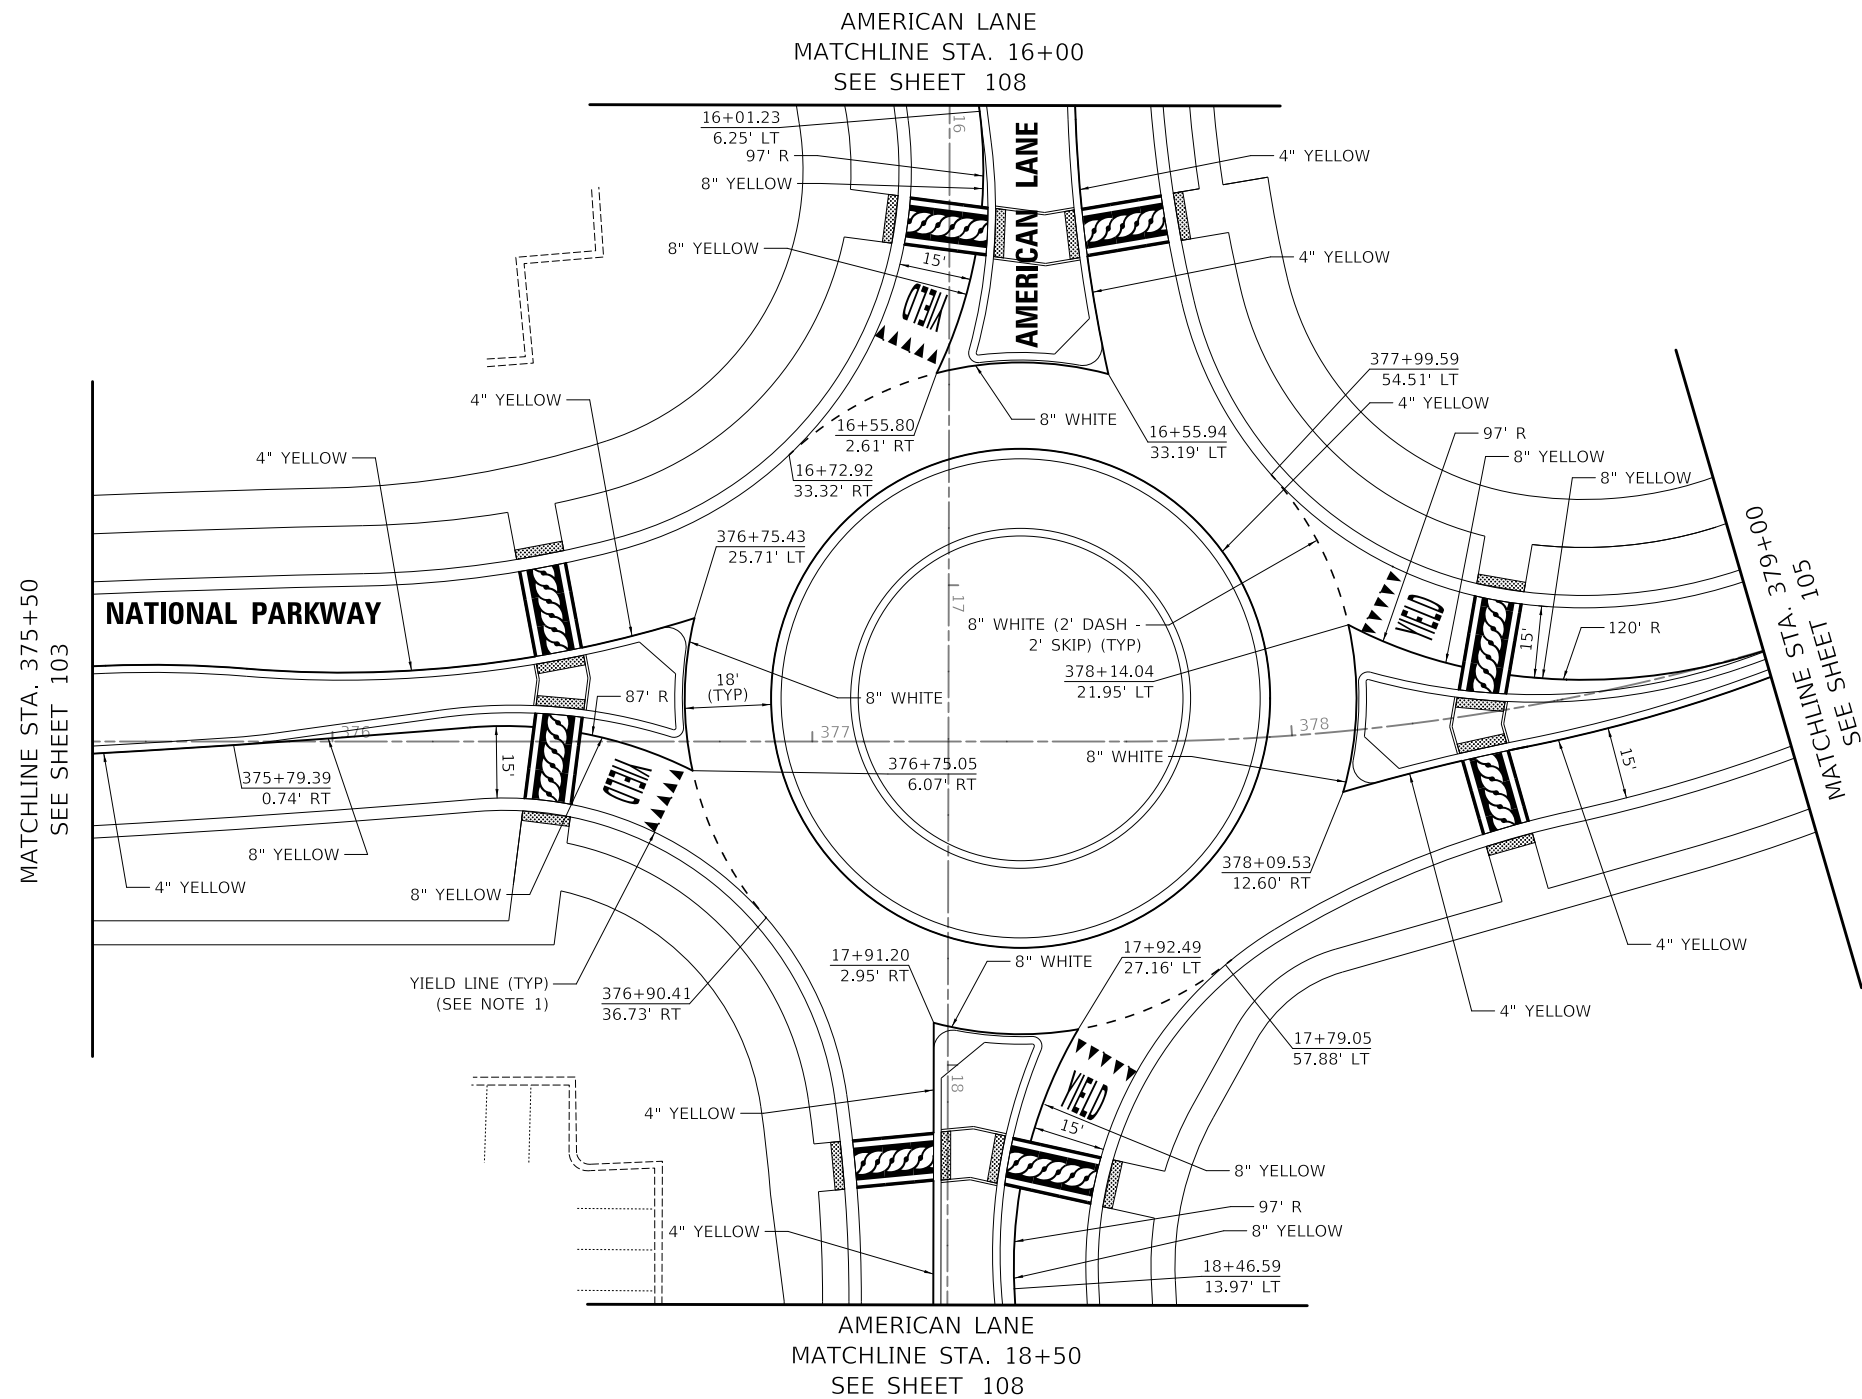 AMERICAN LANE
MATCHLINE STA. 16+00
SEE SHEET 108
16+01.23
6.25' LT
97' R
8" YELLOW
8" YELLOW
16
AMERICAN LANE
4" YELLOW
4" YELLOW
15'
YIELD
4" YELLOW
4" YELLOW
16+55.80
2.61' RT
16+72.92
33.32' RT
8" WHITE
16+55.94
33.19' LT
377+99.59
54.51' LT
4" YELLOW
97' R
8" YELLOW
8" YELLOW
MATCHLINE STA. 379+00
SEE SHEET 105
MATCHLINE STA. 375+50
SEE SHEET 103
NATIONAL PARKWAY
376+75.43
25.71' LT
17
8" WHITE (2' DASH -
2' SKIP) (TYP)
378+14.04
21.95' LT
YIELD
15'
120' R
87' R
18'
(TYP)
8" WHITE
376
377
378
8" WHITE
376+75.05
6.07' RT
375+79.39
0.74' RT
15'
YIELD
15'
8" YELLOW
4" YELLOW
8" YELLOW
378+09.53
12.60' RT
4" YELLOW
4" YELLOW
YIELD LINE (TYP)
(SEE NOTE 1)
376+90.41
36.73' RT
17+91.20
2.95' RT
8" WHITE
17+92.49
27.16' LT
17+79.05
57.88' LT
18
4" YELLOW
YIELD
15'
8" YELLOW
97' R
8" YELLOW
4" YELLOW
18+46.59
13.97' LT
AMERICAN LANE
MATCHLINE STA. 18+50
SEE SHEET 108